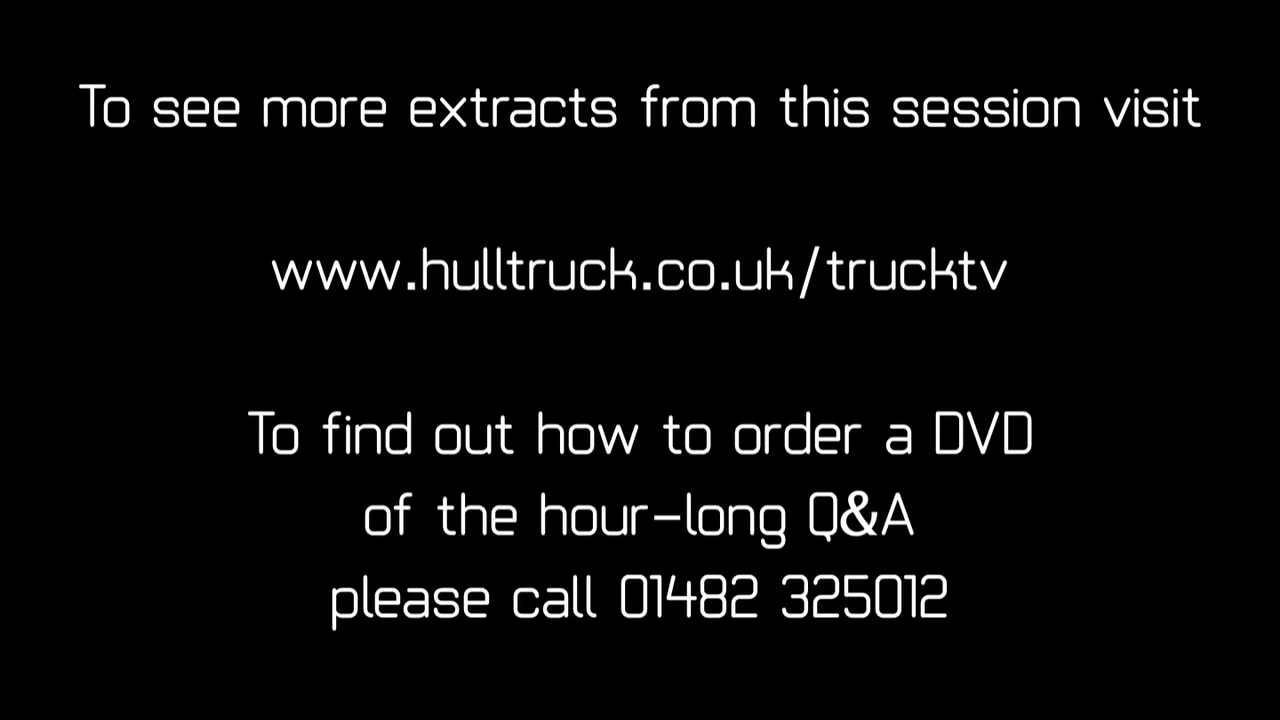 To see more extracts from this session visit
www.hulltruck.co.uk/trucktv
To find out how to order a DVD
of the hour-long Q&A
please call 01482 325012